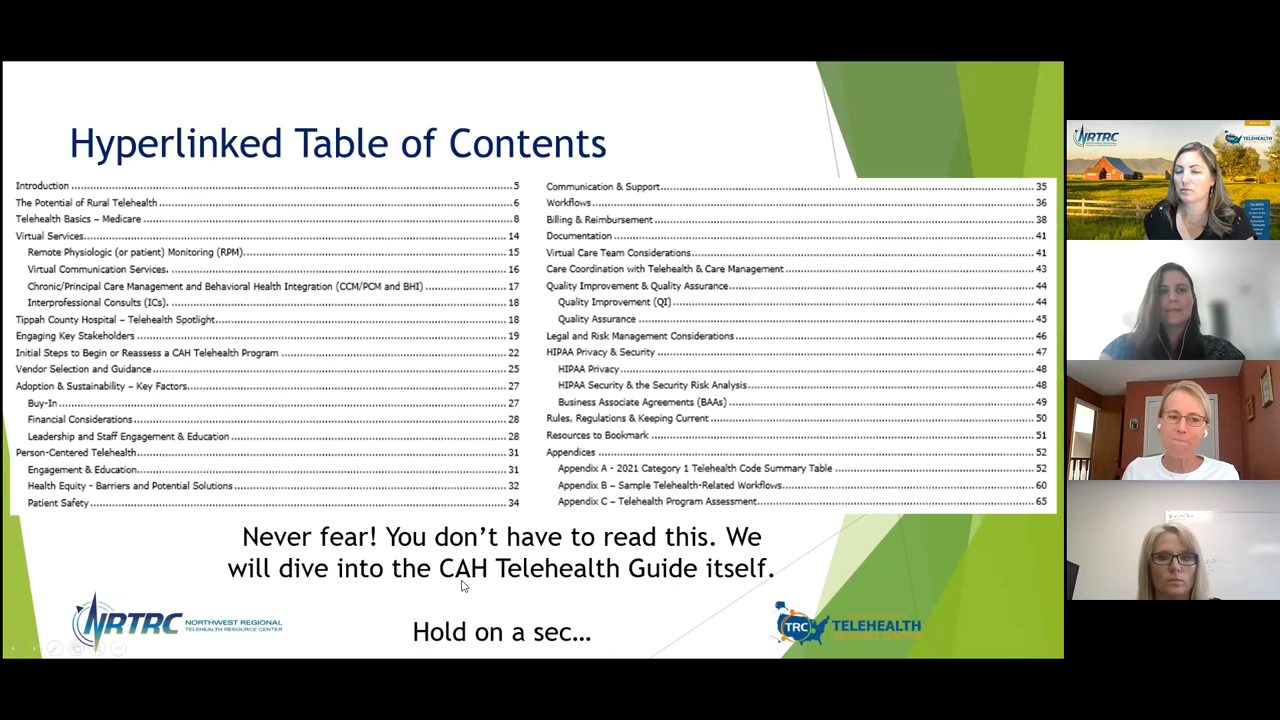 Hyperlinked Table of Contents
Introduction 5
The Potential of Rural Telehealth 6
Telehealth Basics – Medicare 8
Virtual Services 14
Remote Physiologic (or patient) Monitoring (RPM) 15
Virtual Communication Services. 16
Chronic/Principal Care Management and Behavioral Health Integration (CCM/PCM and BHI) 17
Interprofessional Consults (ICs). 18
Tippah County Hospital – Telehealth Spotlight 18
Engaging Key Stakeholders 19
Initial Steps to Begin or Reassess a CAH Telehealth Program 22
Vendor Selection and Guidance 25
Adoption & Sustainability – Key Factors 27
Buy-In 27
Financial Considerations 28
Leadership and Staff Engagement & Education 28
Person-Centered Telehealth 31
Engagement & Education 31
Health Equity - Barriers and Potential Solutions 32
Patient Safety 34
Communication & Support 35
Workflows 36
Billing & Reimbursement 38
Documentation 41
Virtual Care Team Considerations 41
Care Coordination with Telehealth & Care Management 43
Quality Improvement & Quality Assurance 44
Quality Improvement (QI) 44
Quality Assurance 45
Legal and Risk Management Considerations 46
HIPAA Privacy & Security 47
HIPAA Privacy 48
HIPAA Security & the Security Risk Analysis 48
Business Associate Agreements (BAAs) 49
Rules, Regulations & Keeping Current 50
Resources to Bookmark 51
Appendices 52
Appendix A - 2021 Category 1 Telehealth Code Summary Table 52
Appendix B – Sample Telehealth-Related Workflows 60
Appendix C – Telehealth Program Assessment 65
Never fear! You don't have to read this. We
will dive into the CAH Telehealth Guide itself.
Hold on a sec…
NRTRC
NORTHWEST REGIONAL
TELEHEALTH RESOURCE CENTER
TRC
TELEHEALTH
RESOURCE CENTERS
NRTRC
TELEHEALTH